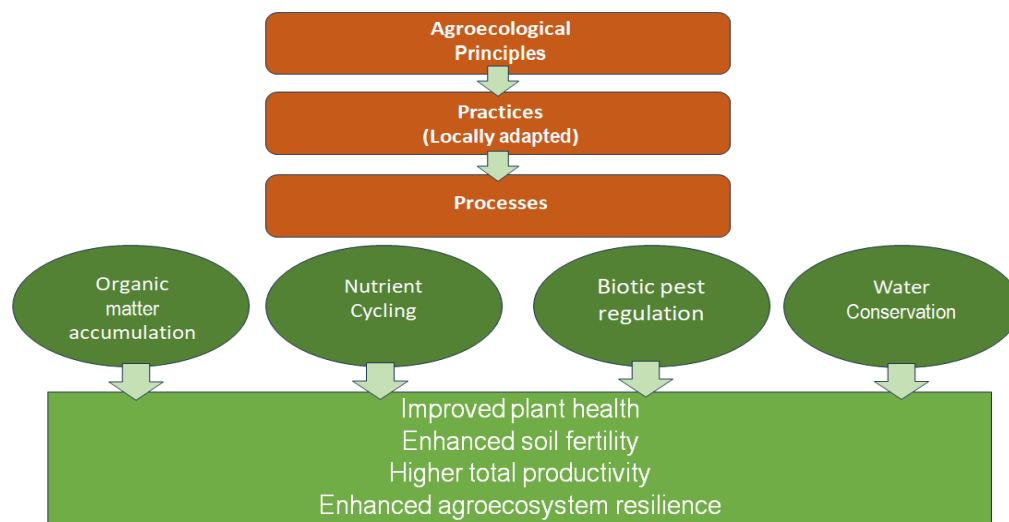 Agroecological
Principles
Practices
(Locally adapted)
Processes
Organic
matter
accumulation
Nutrient
Cycling
Biotic pest
regulation
Water
Conservation
Improved plant health
Enhanced soil fertility
Higher total productivity
Enhanced agroecosystem resilience